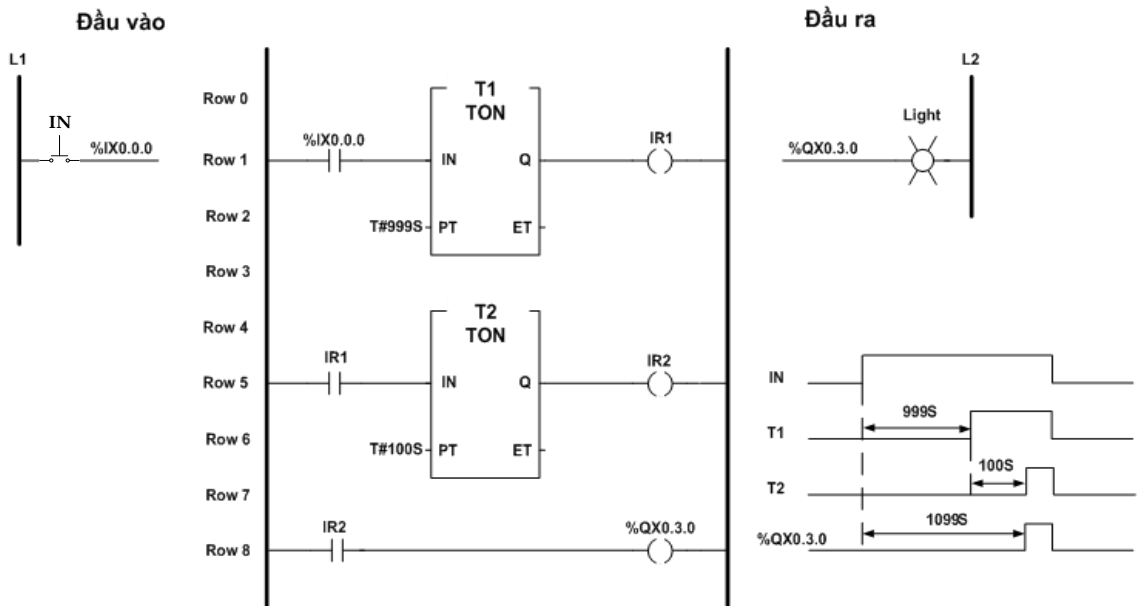 Đầu vào
Đầu ra
L1
L2
Row 0
T1
TON
Light
IN
%IX0.0.0
Row 1
%IX0.0.0
IN
Q
IR1
%QX0.3.0
Row 2
T#999S
PT
ET
Row 3
Row 4
T2
TON
IR1
IR2
Row 5
IN
Q
IN
999S
T1
Row 6
T#100S
PT
ET
100S
T2
Row 7
IR2
%QX0.3.0
1099S
%QX0.3.0
Row 8